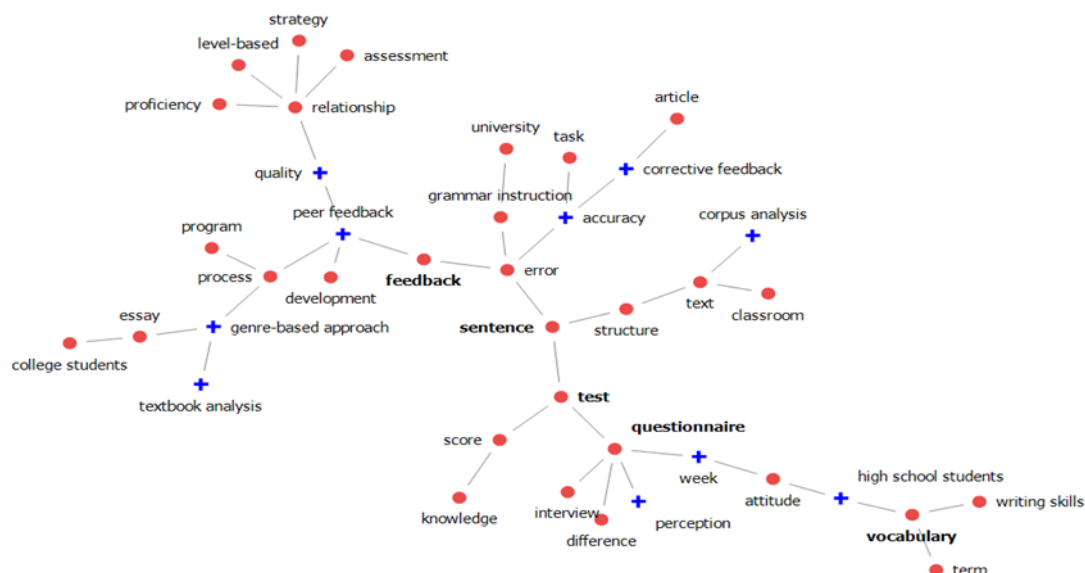 strategy
level-based
assessment
proficiency
relationship
article
university
task
quality
corrective feedback
grammar instruction
peer feedback
accuracy
corpus analysis
program
process
feedback
error
development
text
classroom
essay
genre-based approach
sentence
structure
college students
textbook analysis
test
questionnaire
score
week
high school students
attitude
writing skills
knowledge
interview
perception
difference
vocabulary
term